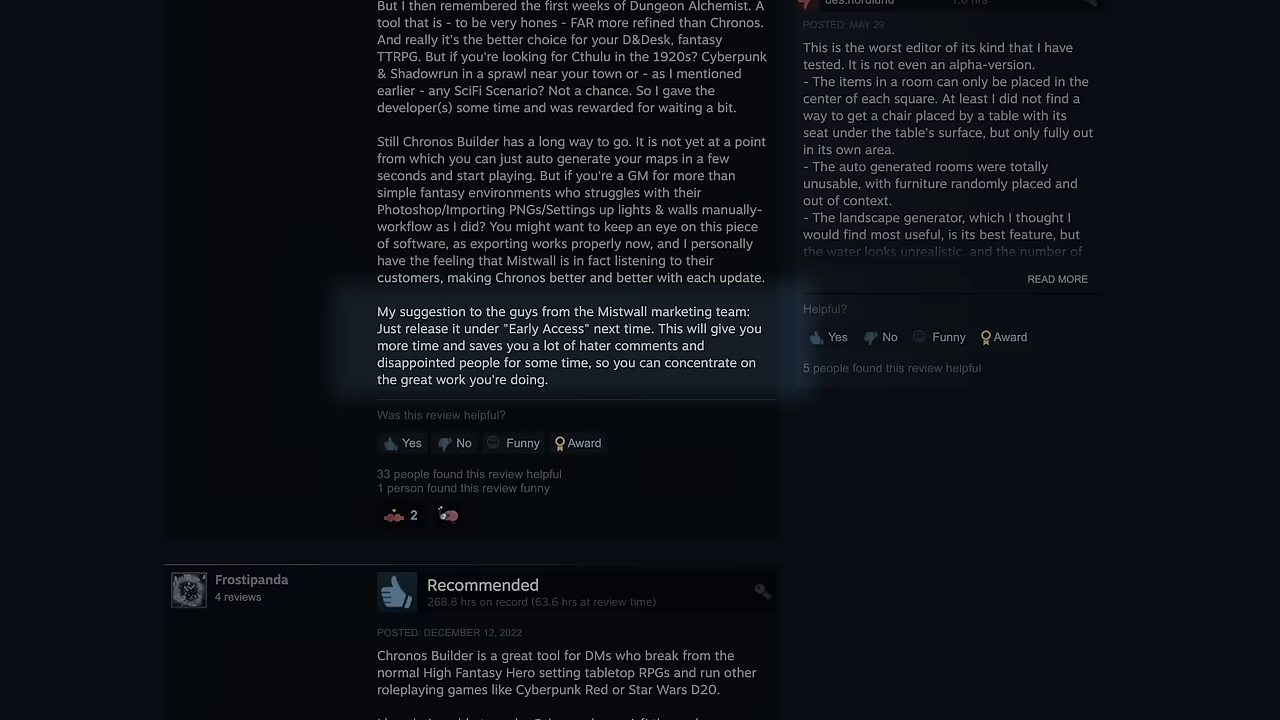 But I then remembered the first weeks of Dungeon Alchemist. A
tool that is - to be very hones - FAR more refined than Chronos.
And really it's the better choice for your D&Desk, fantasy
TTRPG. But if you're looking for Cthulu in the 1920s? Cyberpunk
& Shadowrun in a sprawl near your town or - as I mentioned
earlier - any SciFi Scenario? Not a chance. So I gave the
developer(s) some time and was rewarded for waiting a bit.
Still Chronos Builder has a long way to go. It is not yet at a point
from which you can just auto generate your maps in a few
seconds and start playing. But if you're a GM for more than
simple fantasy environments who struggles with their
Photoshop/Importing PNGs/Settings up lights & walls manually-
workflow as I did? You might want to keep an eye on this piece
of software, as exporting works properly now, and I personally
have the feeling that Mistwall is in fact listening to their
customers, making Chronos better and better with each update.
My suggestion to the guys from the Mistwall marketing team:
Just release it under "Early Access" next time. This will give you
more time and saves you a lot of hater comments and
disappointed people for some time, so you can concentrate on
the great work you're doing.
Was this review helpful?
Yes No Funny Award
33 people found this review helpful
1 person found this review funny
2
Frostipanda
4 reviews
Recommended
268.8 hrs on record (63.6 hrs at review time)
POSTED: DECEMBER 12, 2022
Chronos Builder is a great tool for DMs who break from the
normal High Fantasy Hero setting tabletop RPGs and run other
roleplaying games like Cyberpunk Red or Star Wars D20.
des.nordlund 1.0 hrs
POSTED: MAY 29
This is the worst editor of its kind that I have
tested. It is not even an alpha-version.
- The items in a room can only be placed in the
center of each square. At least I did not find a
way to get a chair placed by a table with its
seat under the table's surface, but only fully out
in its own area.
- The auto generated rooms were totally
unusable, with furniture randomly placed and
out of context.
- The landscape generator, which I thought I
would find most useful, is its best feature, but
the water looks unrealistic, and the number of
READ MORE
Helpful?
Yes No Funny Award
5 people found this review helpful